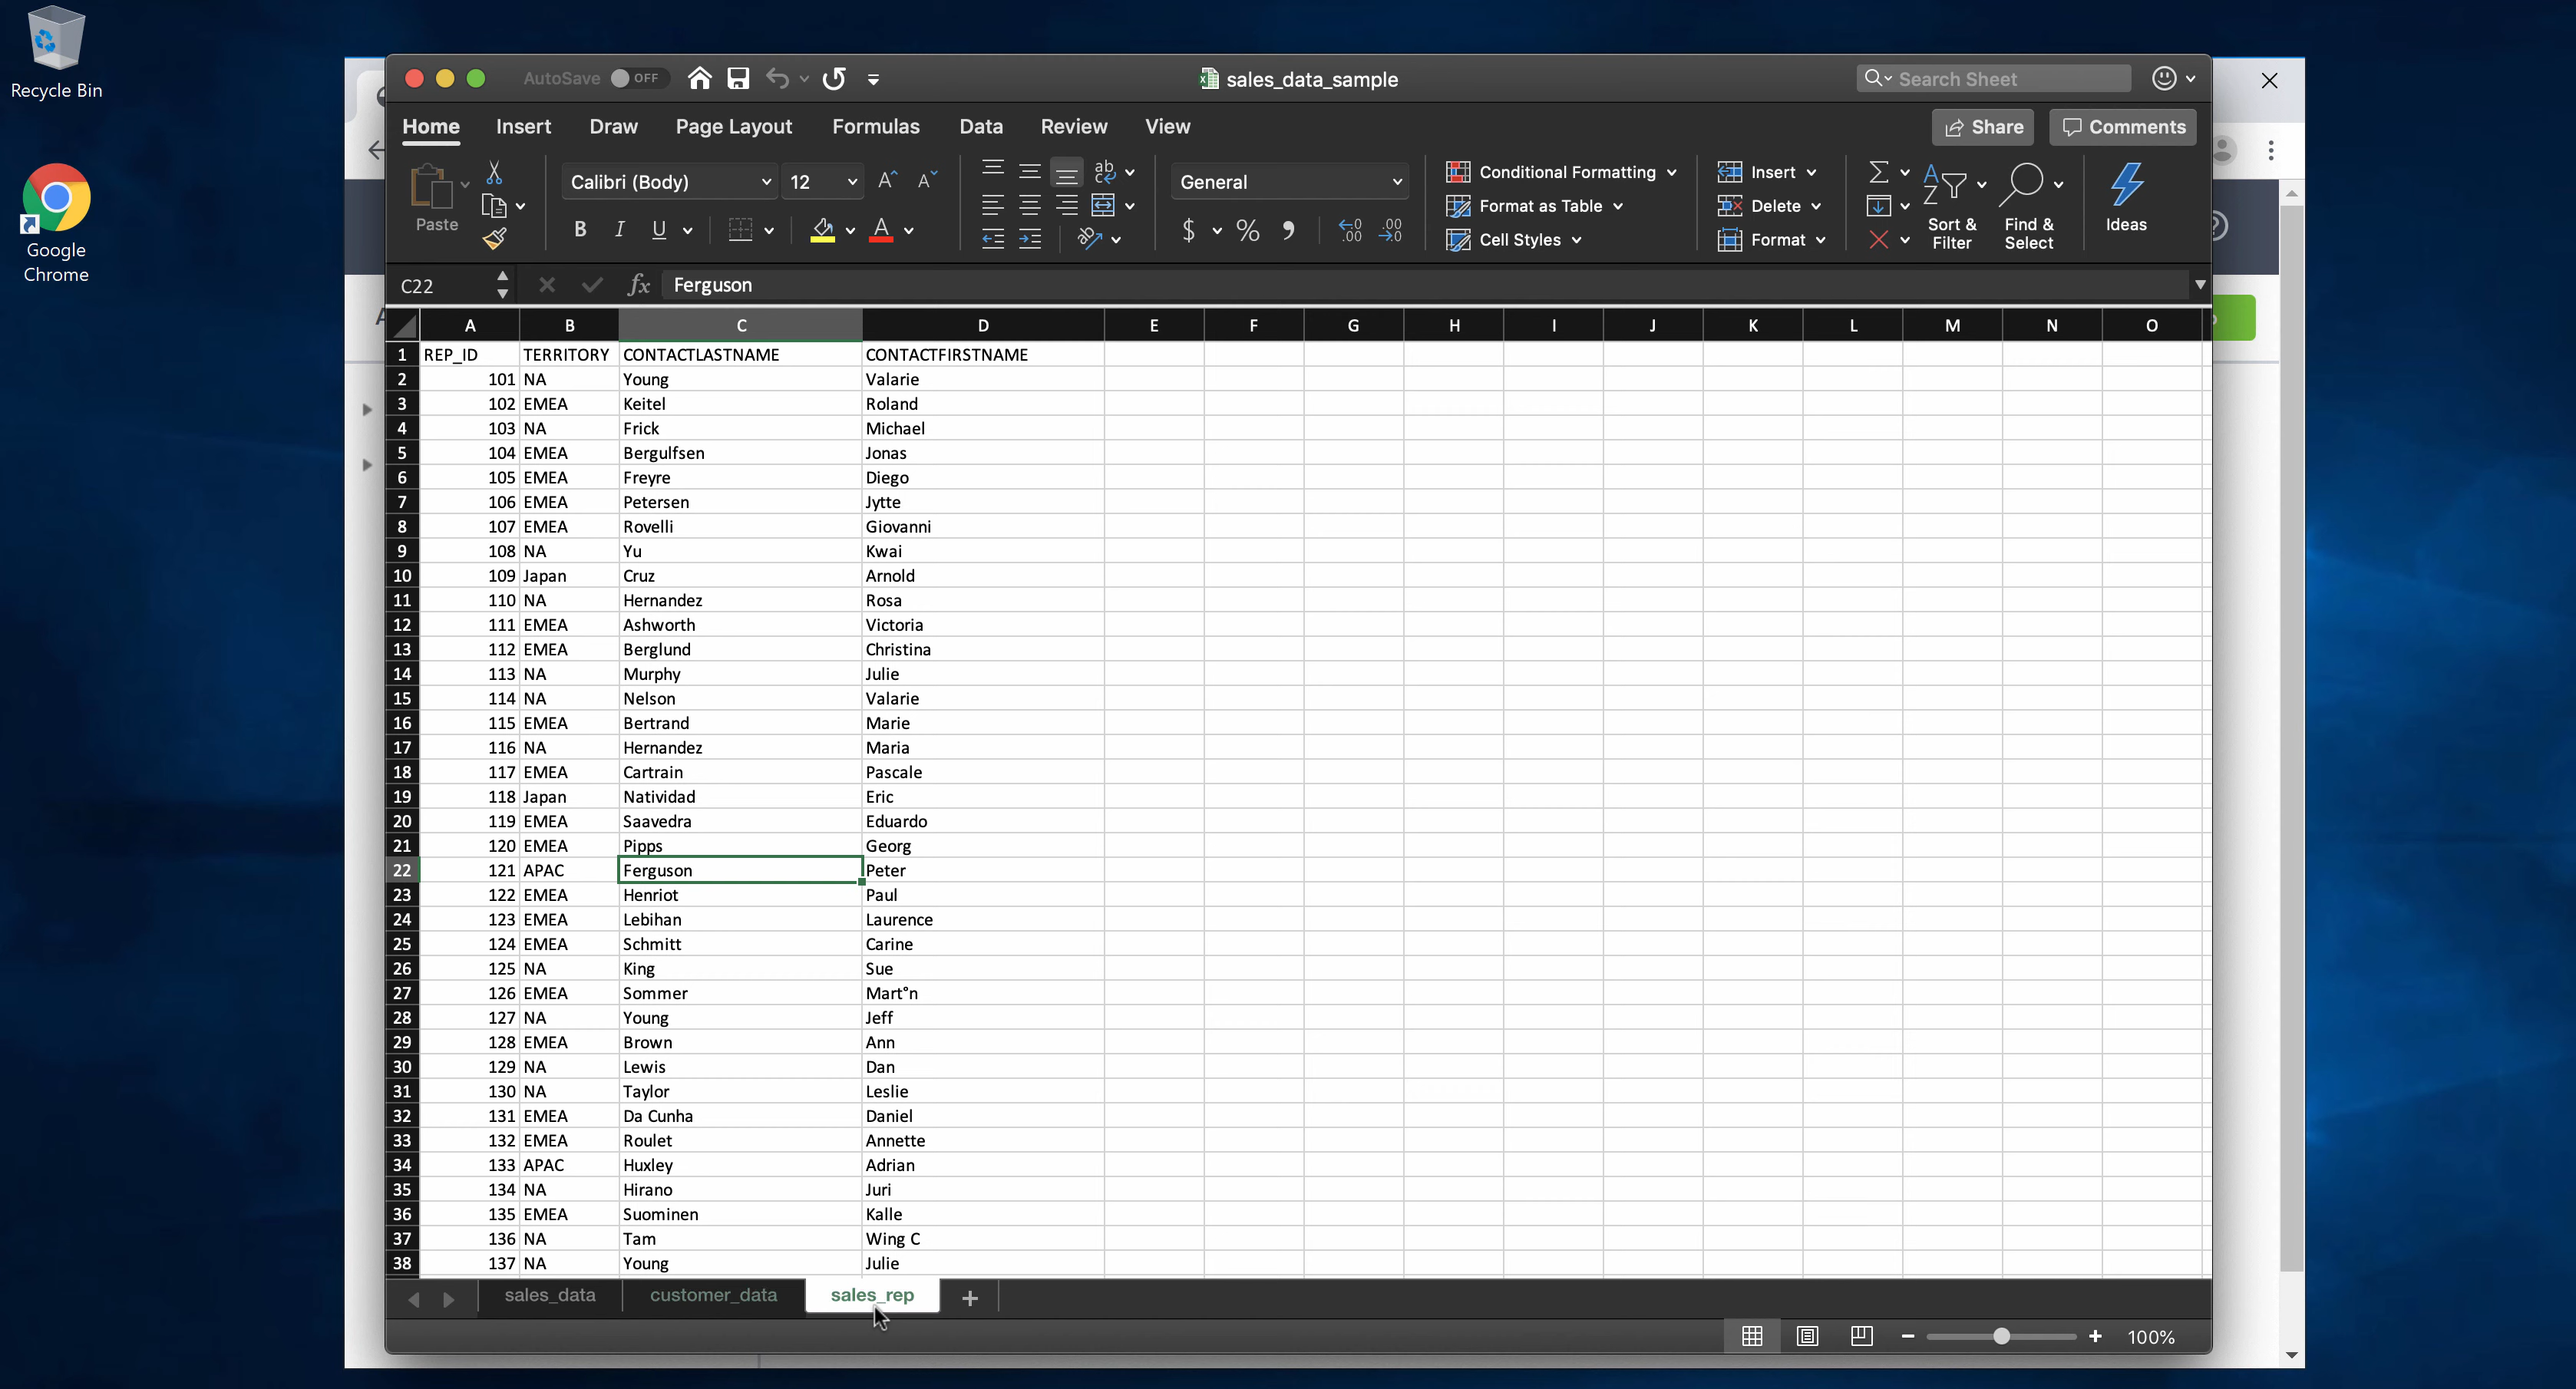 Recycle Bin
Google
Chrome
AutoSave OFF
sales_data_sample
Search Sheet
Home Insert Draw Page Layout Formulas Data Review View
Share Comments
Paste
Calibri (Body) 12
General
Conditional Formatting
Format as Table
Cell Styles
Insert
Delete
Format
Sort &
Filter
Find &
Select
Ideas
C22 fx Ferguson
A B C D E F G H I J K L M N O
1 REP_ID TERRITORY CONTACTLASTNAME CONTACTFIRSTNAME
2 101 NA Young Valarie
3 102 EMEA Keitel Roland
4 103 NA Frick Michael
5 104 EMEA Bergulfsen Jonas
6 105 EMEA Freyre Diego
7 106 EMEA Petersen Jytte
8 107 EMEA Rovelli Giovanni
9 108 NA Yu Kwai
10 109 Japan Cruz Arnold
11 110 NA Hernandez Rosa
12 111 EMEA Ashworth Victoria
13 112 EMEA Berglund Christina
14 113 NA Murphy Julie
15 114 NA Nelson Valarie
16 115 EMEA Bertrand Marie
17 116 NA Hernandez Maria
18 117 EMEA Cartrain Pascale
19 118 Japan Natividad Eric
20 119 EMEA Saavedra Eduardo
21 120 EMEA Pipps Georg
22 121 APAC Ferguson Peter
23 122 EMEA Henriot Paul
24 123 EMEA Lebihan Laurence
25 124 EMEA Schmitt Carine
26 125 NA King Sue
27 126 EMEA Sommer Mart°n
28 127 NA Young Jeff
29 128 EMEA Brown Ann
30 129 NA Lewis Dan
31 130 NA Taylor Leslie
32 131 EMEA Da Cunha Daniel
33 132 EMEA Roulet Annette
34 133 APAC Huxley Adrian
35 134 NA Hirano Juri
36 135 EMEA Suominen Kalle
37 136 NA Tam Wing C
38 137 NA Young Julie
sales_data customer_data sales_rep
100%